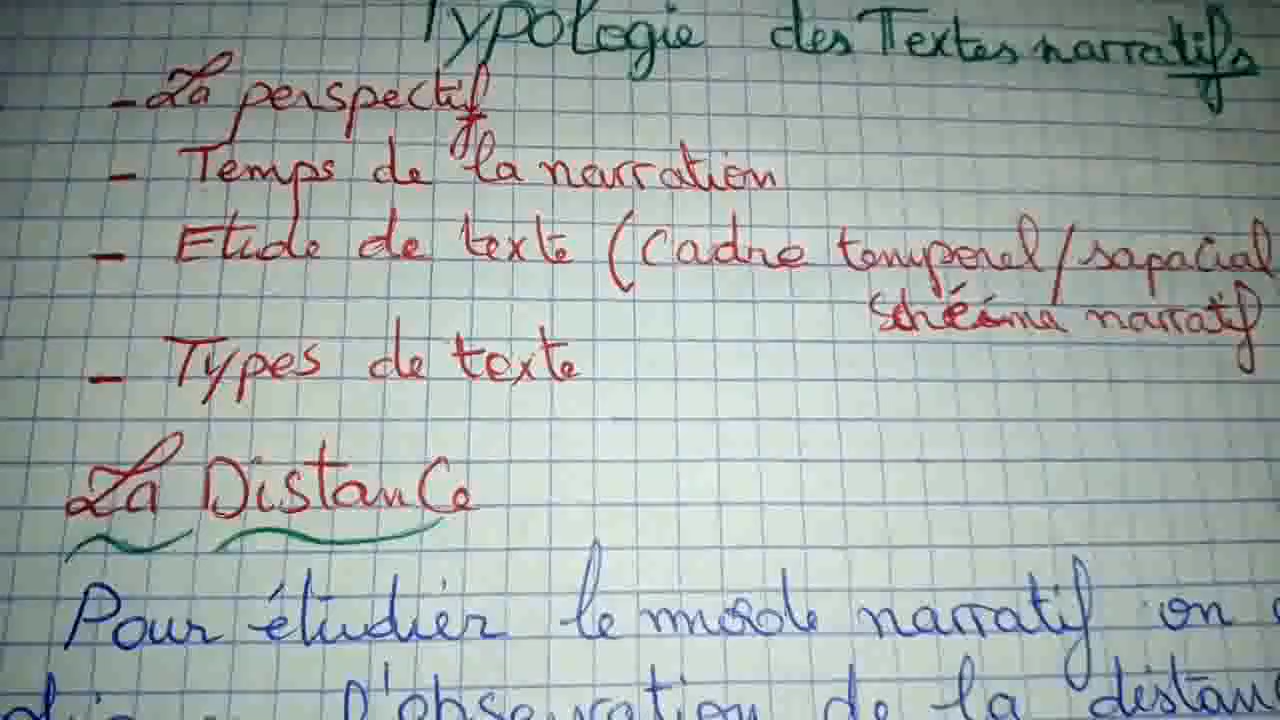 Typologie des Textes narratifs
- La perspectif
- Temps de la narration
- Etude de texte (Cadre temporel/sapacial
Schéma narratif
- Types de texte
La Distance
Pour étudier le mode narratif on
l'observation de la distan